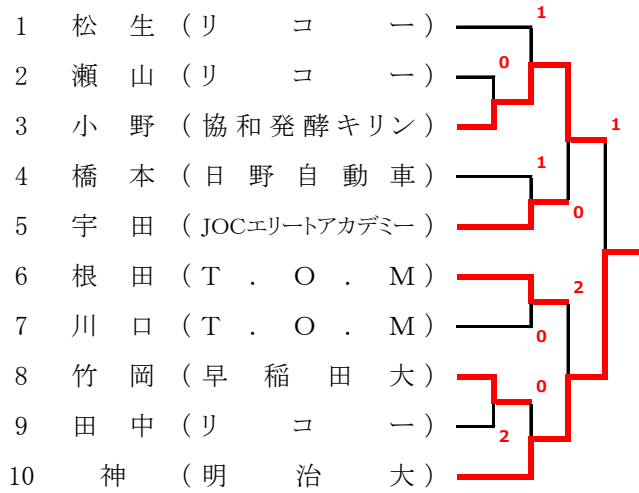 1 松生 (リコー) 1
2 瀬山 (リコー) 0
3 小野 (協和発酵キリン) 1
4 橋本 (日野自動車) 1
5 宇田 (JOCエリートアカデミー) 0
6 根田 (T.O.M) 2
7 川口 (T.O.M) 0
8 竹岡 (早稲田大) 0
9 田中 (リコー) 2
10 神 (明治大)